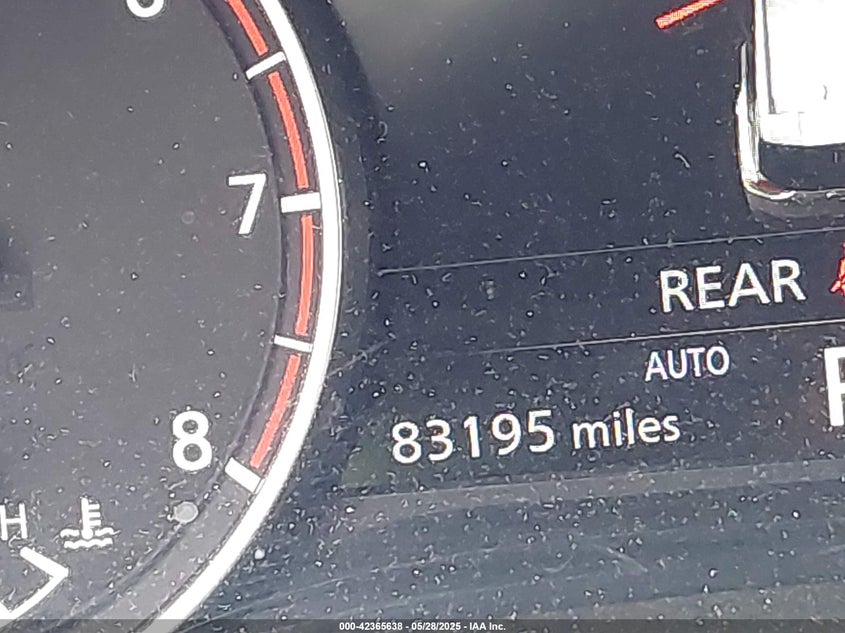 7
REAR
AUTO
83195 miles
8
H
000-42365638 - 05/28/2025 - IAA Inc.